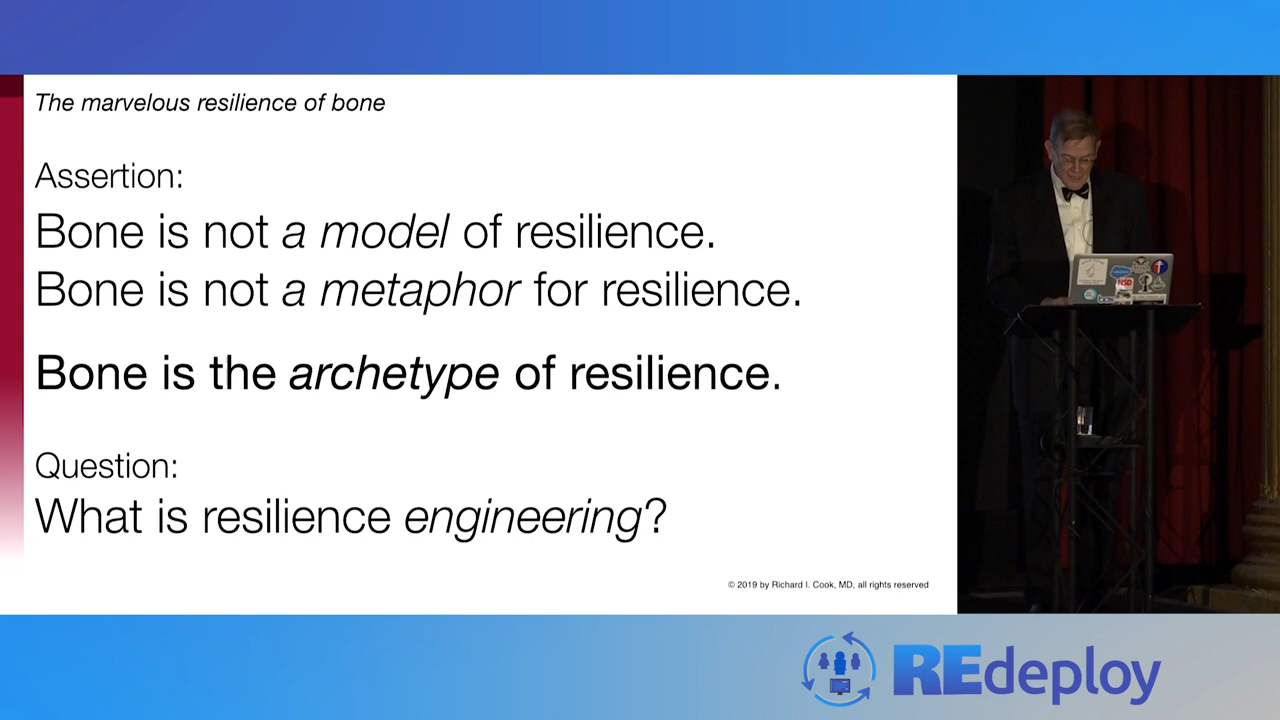 The marvelous resilience of bone
Assertion:
Bone is not a model of resilience.
Bone is not a metaphor for resilience.
Bone is the archetype of resilience.
Question:
What is resilience engineering?
© 2019 by Richard I. Cook, MD, all rights reserved
REdeploy